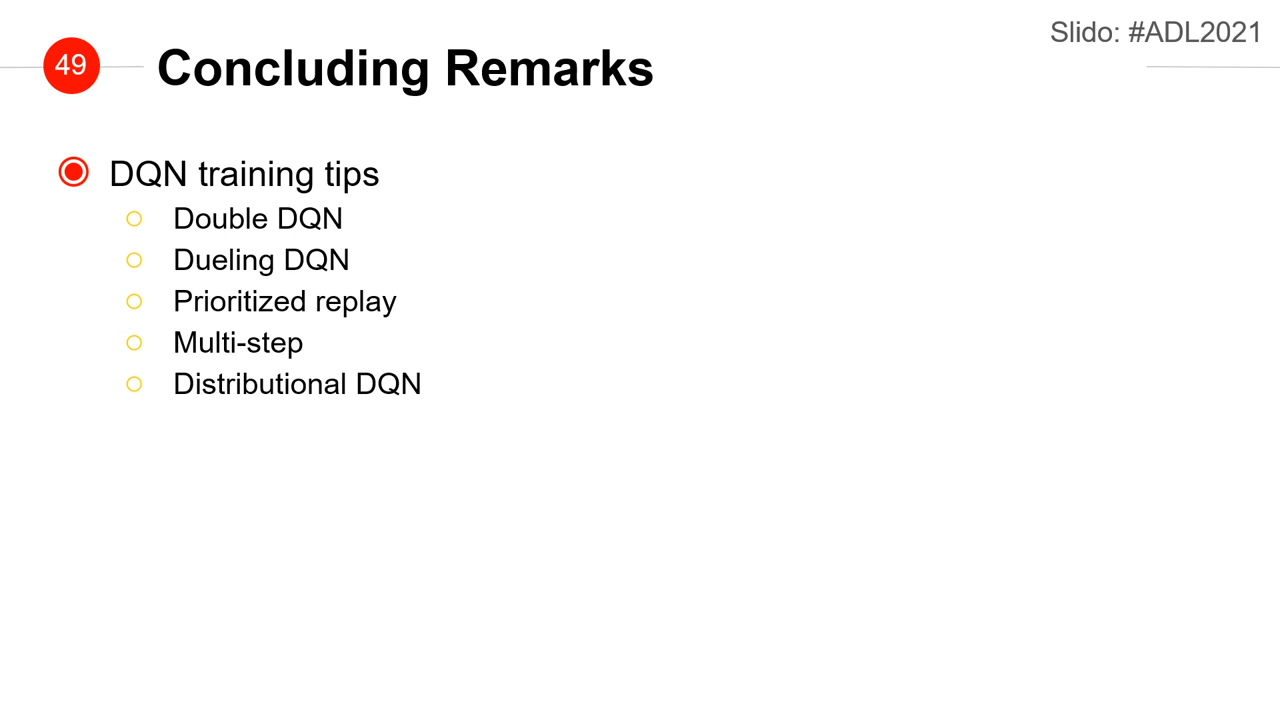 Slido: #ADL2021
49
Concluding Remarks
DQN training tips
Double DQN
Dueling DQN
Prioritized replay
Multi-step
Distributional DQN